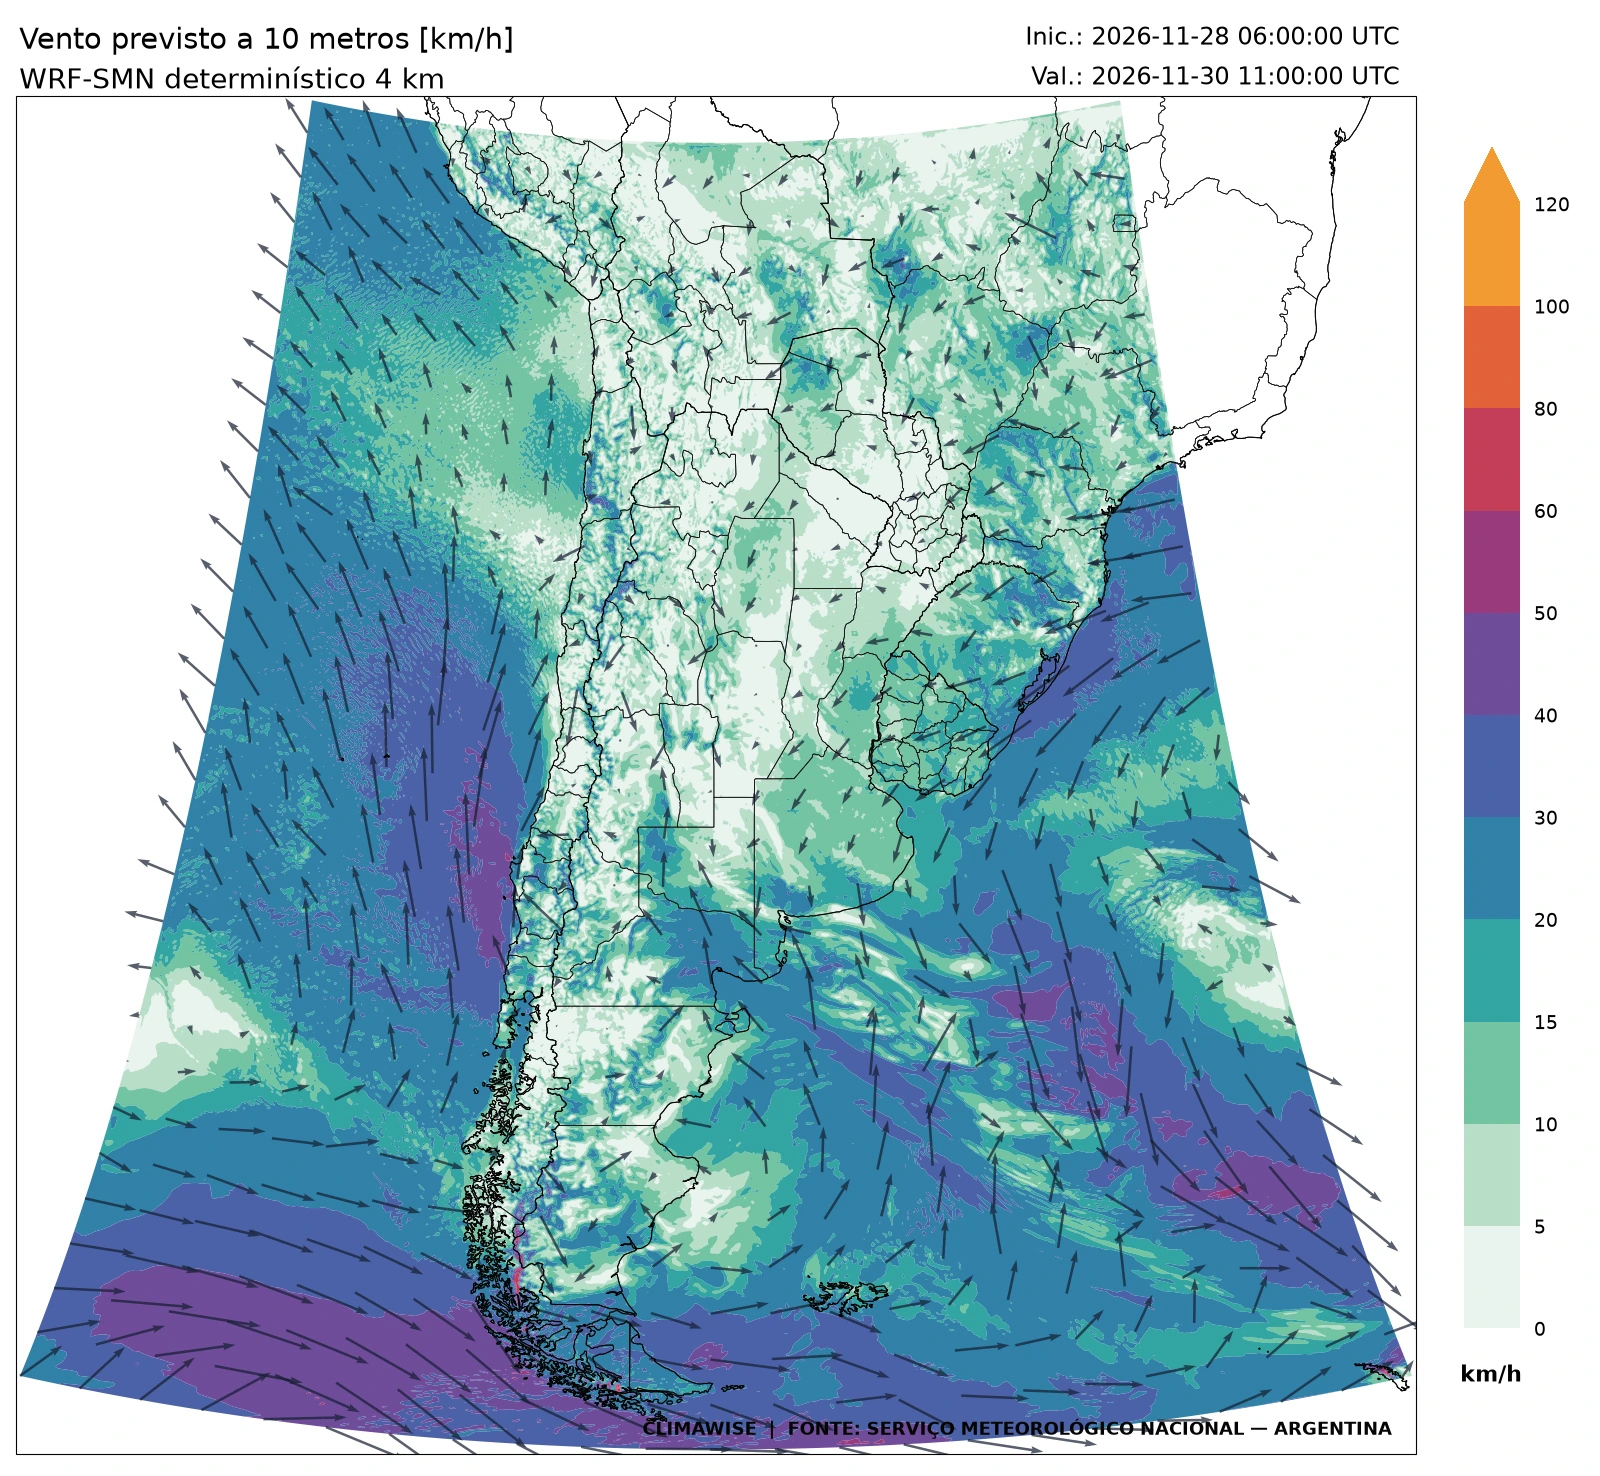 Vento previsto a 10 metros [km/h]
WRF-SMN determinístico 4 km
Inic.: 2026-11-28 06:00:00 UTC
Val.: 2026-11-30 11:00:00 UTC
120
100
80
60
50
40
30
20
15
10
5
0
km/h
CLIMAWISE | FONTE: SERVIÇO METEOROLÓGICO NACIONAL — ARGENTINA